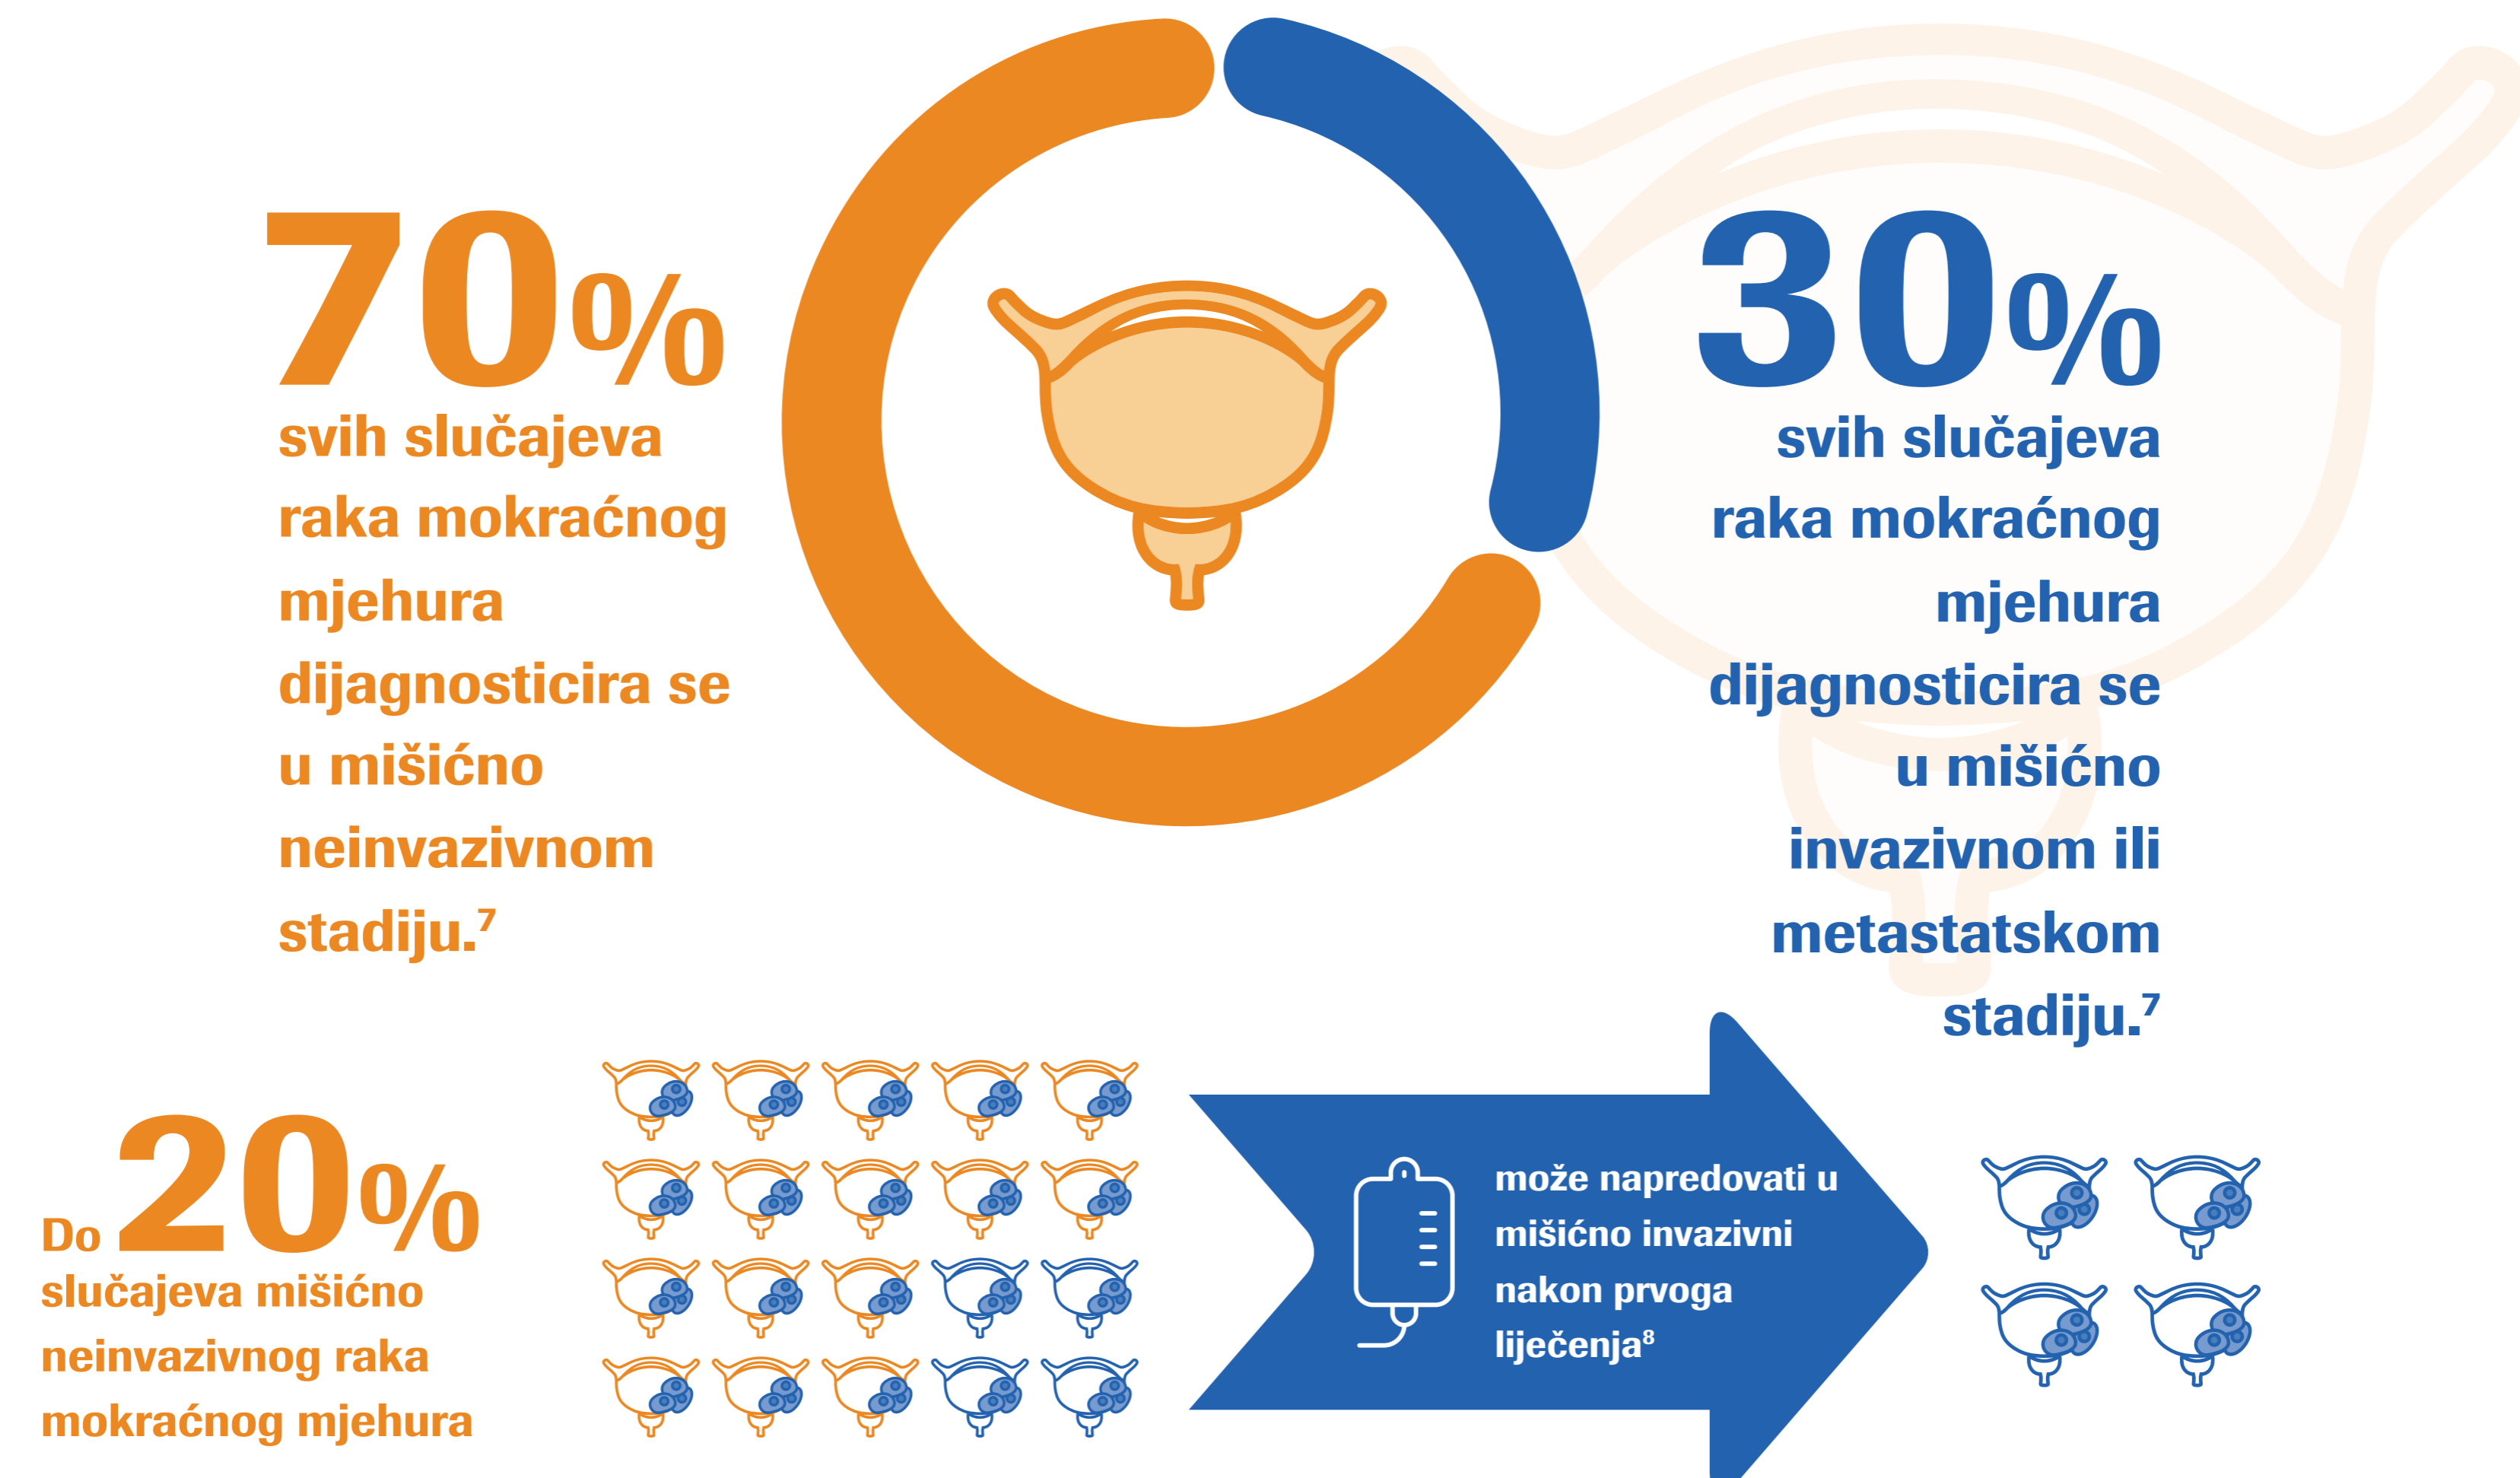 70%
svih slučajeva
raka mokraćnog
mjehura
dijagnosticira se
u mišićno
neinvazivnom
stadiju.⁷
30%
svih slučajeva
raka mokraćnog
mjehura
dijagnosticira se
u mišićno
invazivnom ili
metastatskom
stadiju.⁷
Do 20%
slučajeva mišićno
neinvazivnog raka
mokraćnog mjehura
može napredovati u
mišićno invazivni
nakon prvoga
liječenja⁸